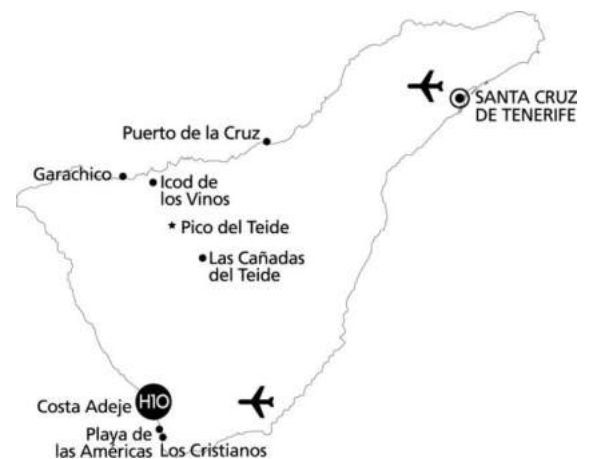 SANTA CRUZ
DE TENERIFE
Puerto de la Cruz
Garachico
Icod de
los Vinos
Pico del Teide
Las Cañadas
del Teide
H10
Costa Adeje
Playa de
las Américas
Los Cristianos